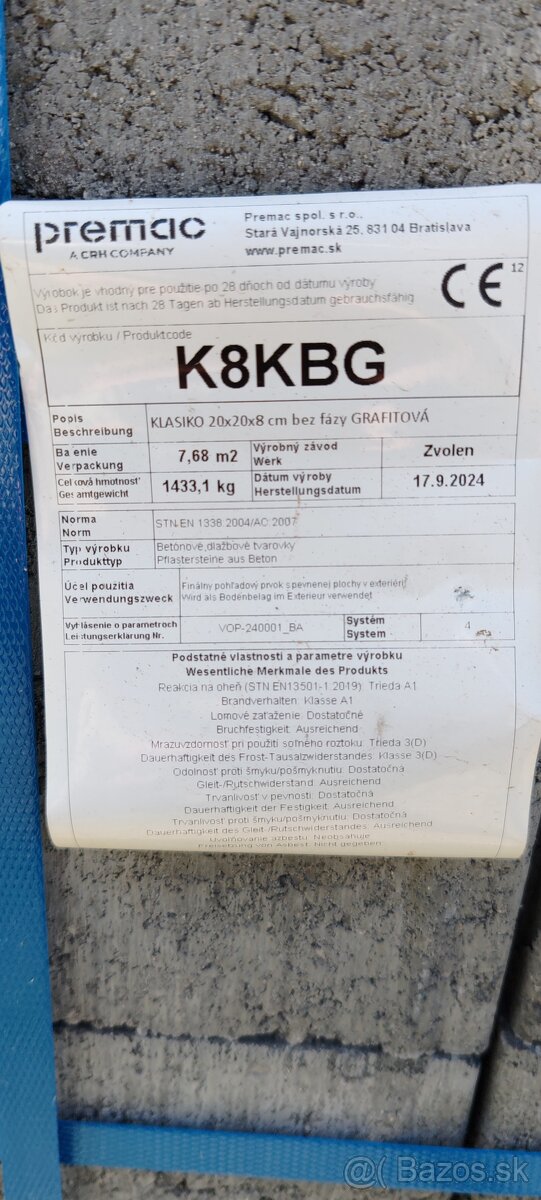 premac
A CRH COMPANY
Premac spol. s r.o.,
Stará Vajnorská 25, 831 04 Bratislava
www.premac.sk
Výrobok je vhodný pre použitie po 28 dňoch od dátumu výroby
Das Produkt ist nach 28 Tagen ab Herstellungsdatum gebrauchsfähig
CE 12
Kód výrobku / Produktcode
K8KBG
Popis
Beschreibung
KLASIKO 20x20x8 cm bez fázy GRAFITOVÁ
Balenie
Verpackung
7,68 m2
Výrobný závod
Werk
Zvolen
Celková hmotnosť
Gesamtgewicht
1433,1 kg
Dátum výroby
Herstellungsdatum
17.9.2024
Norma
Norm
STN EN 1338:2004/AC:2007
Typ výrobku
Produkttyp
Betónové dlažbové tvarovky
Pflastersteine aus Beton
Účel použitia
Verwendungszweck
Finálny pohľadový prvok spevnenej plochy v exteriéri
Wird als Bodenbelag im Exterieur verwendet
Vyhlásenie o parametroch
Leistungserklärung Nr.
VOP-240001_BA
Systém
System
4
Podstatné vlastnosti a parametre výrobku
Wesentliche Merkmale des Produkts
Reakcia na oheň (STN EN13501-1:2019): Trieda A1
Brandverhalten: Klasse A1
Lomové zaťaženie: Dostatočné
Bruchfestigkeit: Ausreichend
Mrazuvzdornosť pri použití soľného roztoku: Trieda 3(D)
Dauerhaftigkeit des Frost-Tausalzwiderstandes: Klasse 3(D)
Odolnosť proti šmyku/pošmyknutiu: Dostatočná
Gleit-/Rutschwiderstand: Ausreichend
Trvanlivosť v pevnosti: Dostatočná
Dauerhaftigkeit der Festigkeit: Ausreichend
Trvanlivosť proti šmyku/pošmyknutiu: Dostatočná
Dauerhaftigkeit des Gleit-/Rutschwiderstandes: Ausreichend
Uvoľňovanie azbestu: Neobsahuje
Freisetzung von Asbest: Nicht gegeben
@ Bazos.sk